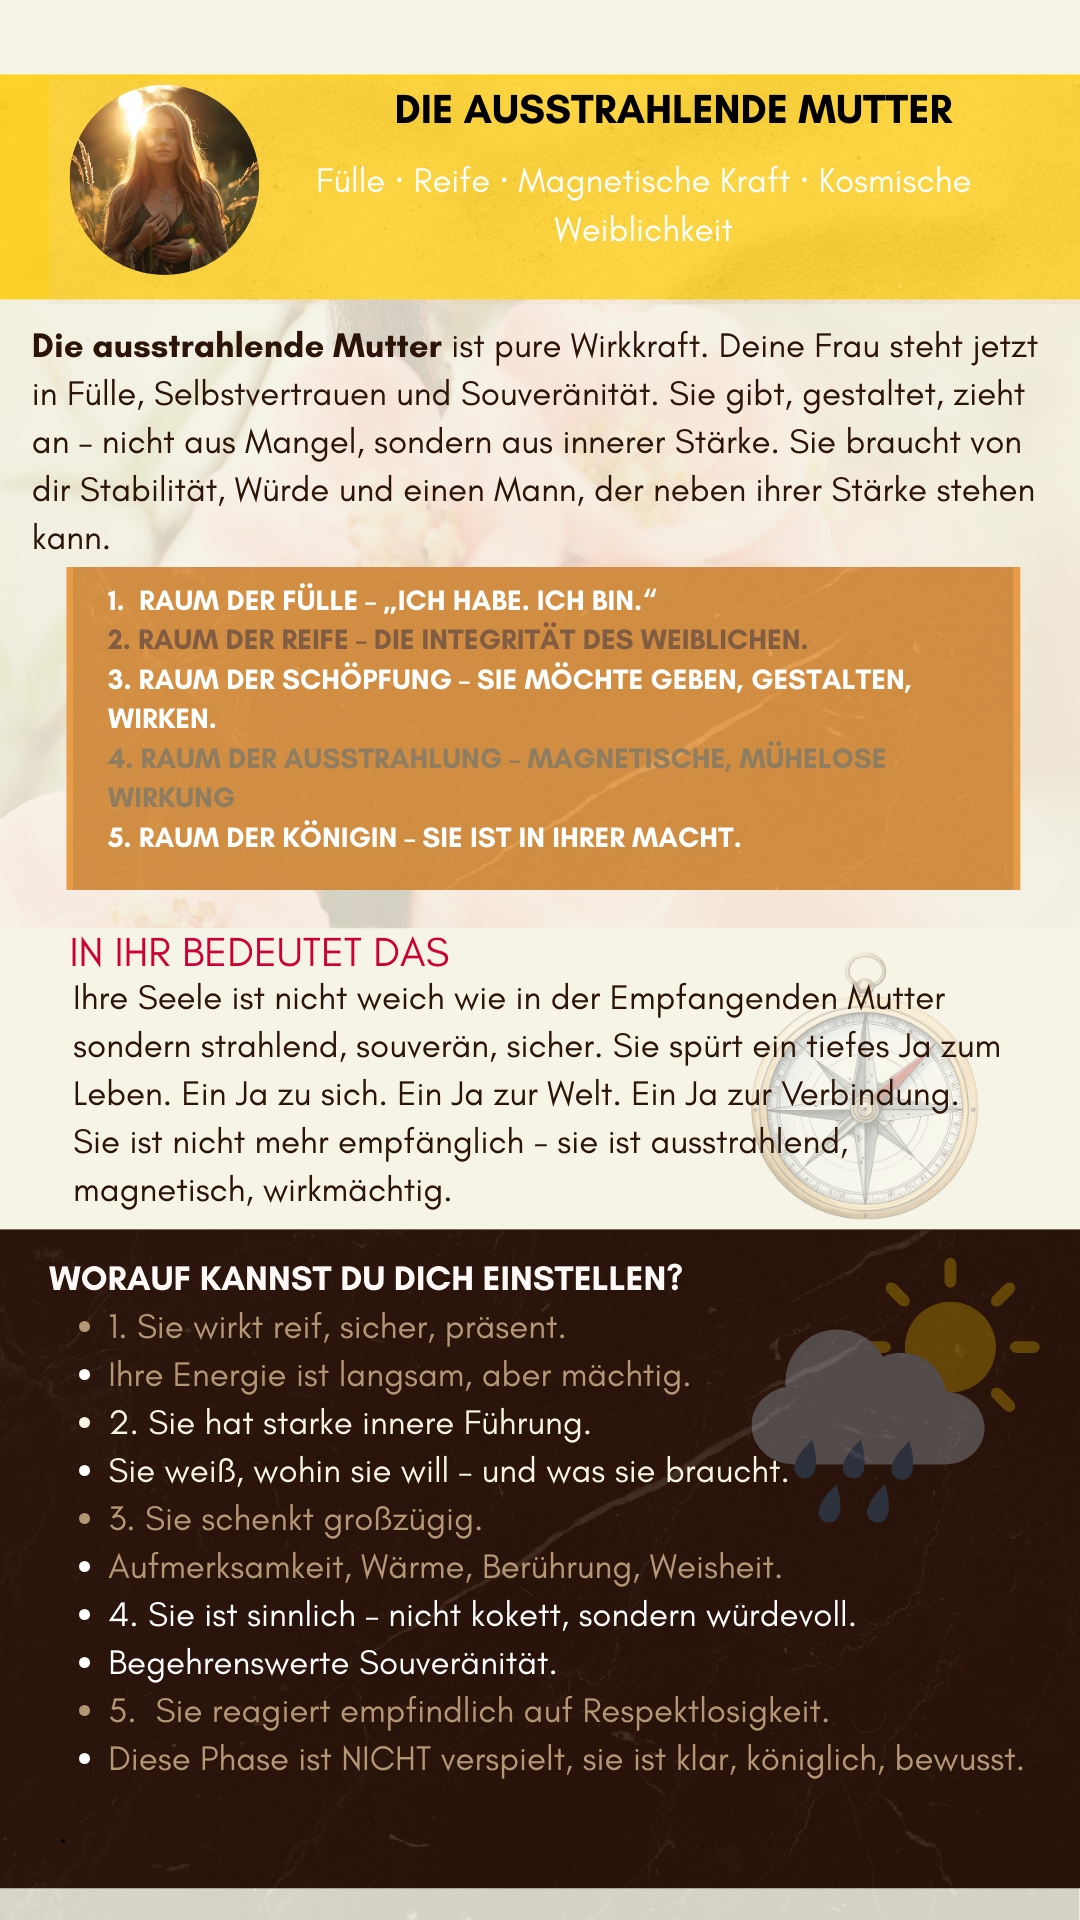 DIE AUSSTRAHLENDE MUTTER
Fülle · Reife · Magnetische Kraft · Kosmische
Weiblichkeit
Die ausstrahlende Mutter ist pure Wirkkraft. Deine Frau steht jetzt
in Fülle, Selbstvertrauen und Souveränität. Sie gibt, gestaltet, zieht
an – nicht aus Mangel, sondern aus innerer Stärke. Sie braucht von
dir Stabilität, Würde und einen Mann, der neben ihrer Stärke stehen
kann.
1. RAUM DER FÜLLE – „ICH HABE. ICH BIN.“
2. RAUM DER REIFE – DIE INTEGRITÄT DES WEIBLICHEN.
3. RAUM DER SCHÖPFUNG – SIE MÖCHTE GEBEN, GESTALTEN,
WIRKEN.
4. RAUM DER AUSSTRAHLUNG – MAGNETISCHE, MÜHELOSE
WIRKUNG
5. RAUM DER KÖNIGIN – SIE IST IN IHRER MACHT.
IN IHR BEDEUTET DAS
Ihre Seele ist nicht weich wie in der Empfangenden Mutter
sondern strahlend, souverän, sicher. Sie spürt ein tiefes Ja zum
Leben. Ein Ja zu sich. Ein Ja zur Welt. Ein Ja zur Verbindung.
Sie ist nicht mehr empfänglich – sie ist ausstrahlend,
magnetisch, wirkmächtig.
WORAUF KANNST DU DICH EINSTELLEN?
• 1. Sie wirkt reif, sicher, präsent.
• Ihre Energie ist langsam, aber mächtig.
• 2. Sie hat starke innere Führung.
• Sie weiß, wohin sie will – und was sie braucht.
• 3. Sie schenkt großzügig.
• Aufmerksamkeit, Wärme, Berührung, Weisheit.
• 4. Sie ist sinnlich – nicht kokett, sondern würdevoll.
• Begehrenswerte Souveränität.
• 5. Sie reagiert empfindlich auf Respektlosigkeit.
• Diese Phase ist NICHT verspielt, sie ist klar, königlich, bewusst.
.